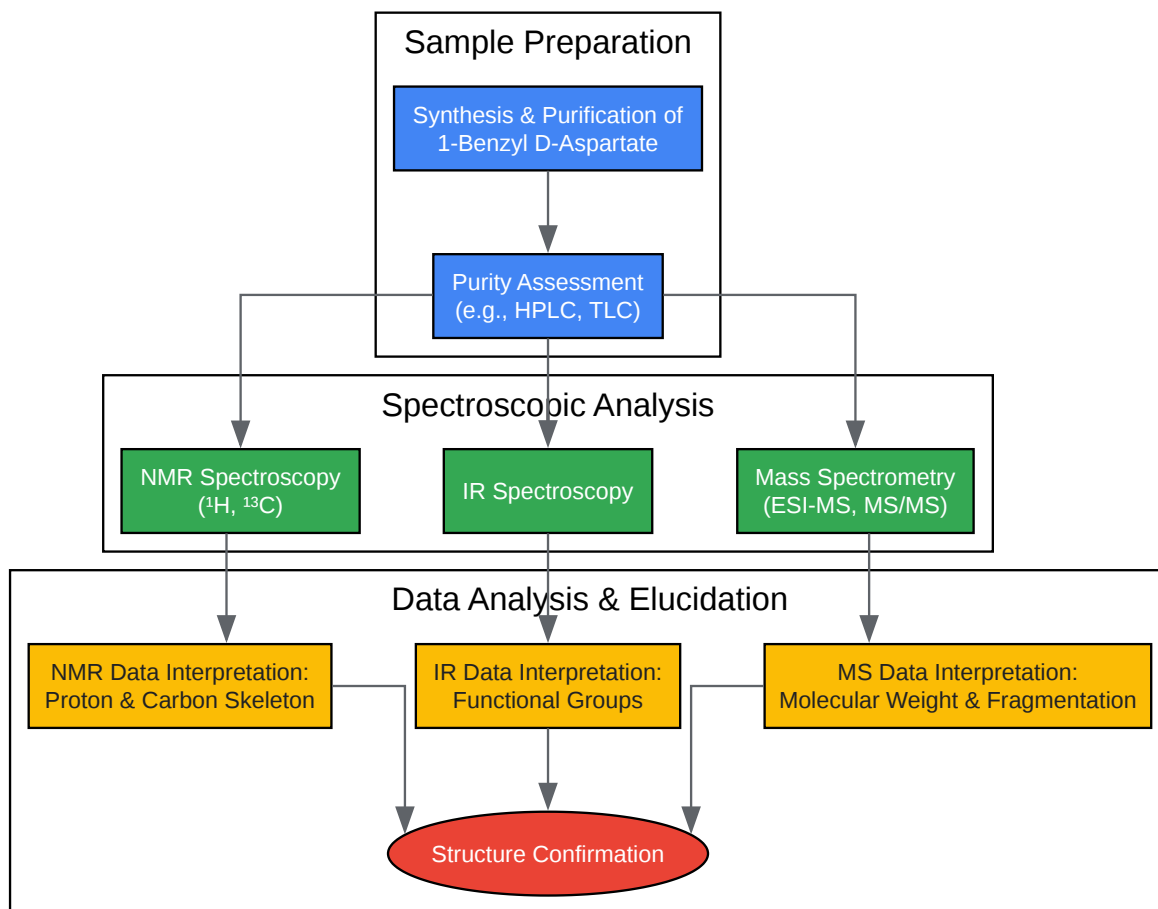 Sample Preparation
Synthesis & Purification of
1-Benzyl D-Aspartate
Purity Assessment
(e.g., HPLC, TLC)
Spectroscopic Analysis
NMR Spectroscopy
(¹H, ¹³C)
IR Spectroscopy
Mass Spectrometry
(ESI-MS, MS/MS)
Data Analysis & Elucidation
NMR Data Interpretation:
Proton & Carbon Skeleton
IR Data Interpretation:
Functional Groups
MS Data Interpretation:
Molecular Weight & Fragmentation
Structure Confirmation